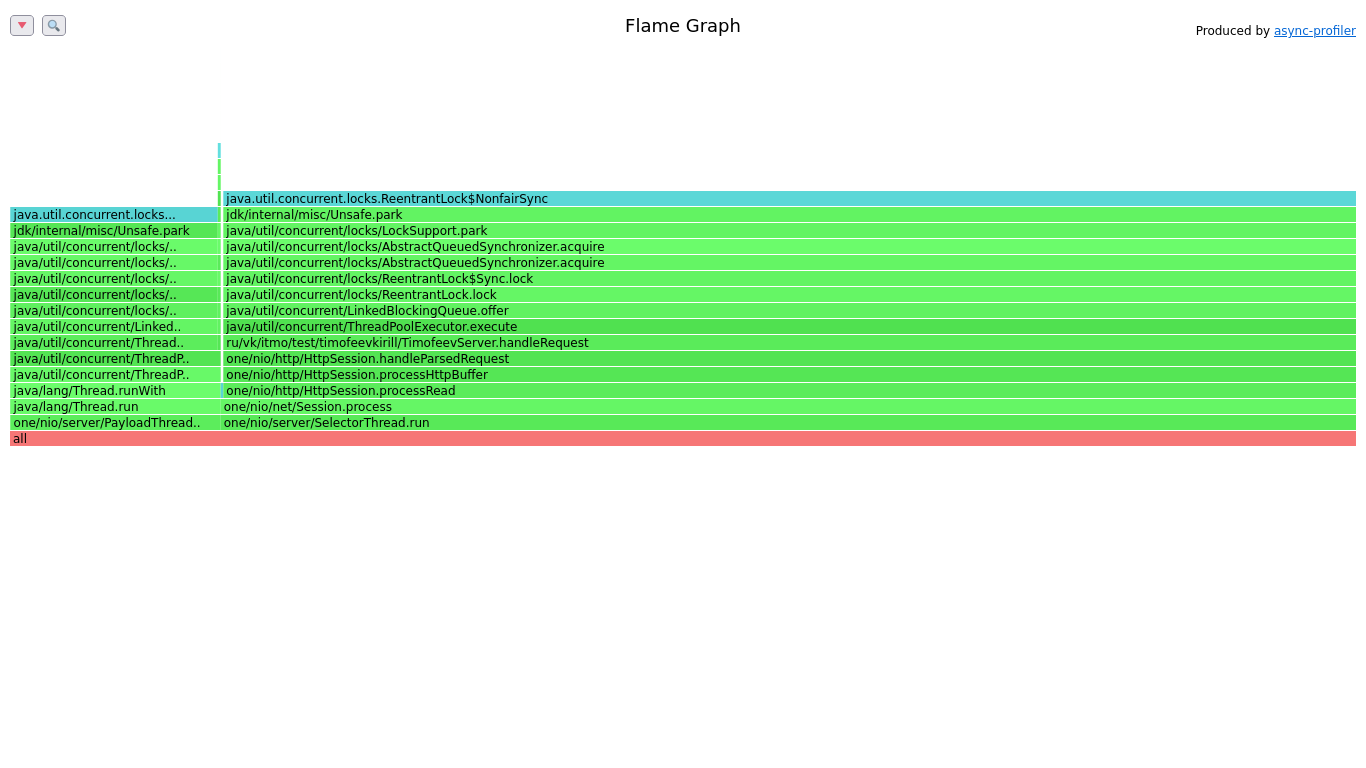 Flame Graph
Produced by async-profiler
java.util.concurrent.locks.ReentrantLock$NonfairSync
java.util.concurrent.locks... jdk/internal/misc/Unsafe.park
jdk/internal/misc/Unsafe.park java/util/concurrent/locks/LockSupport.park
java/util/concurrent/locks/.. java/util/concurrent/locks/AbstractQueuedSynchronizer.acquire
java/util/concurrent/locks/.. java/util/concurrent/locks/AbstractQueuedSynchronizer.acquire
java/util/concurrent/locks/.. java/util/concurrent/locks/ReentrantLock$Sync.lock
java/util/concurrent/locks/.. java/util/concurrent/locks/ReentrantLock.lock
java/util/concurrent/locks/.. java/util/concurrent/LinkedBlockingQueue.offer
java/util/concurrent/Linked.. java/util/concurrent/ThreadPoolExecutor.execute
java/util/concurrent/Thread.. ru/vk/itmo/test/timofeevkirill/TimofeevServer.handleRequest
java/util/concurrent/ThreadP.. one/nio/http/HttpSession.handleParsedRequest
java/util/concurrent/ThreadP.. one/nio/http/HttpSession.processHttpBuffer
java/lang/Thread.runWith one/nio/http/HttpSession.processRead
java/lang/Thread.run one/nio/net/Session.process
one/nio/server/PayloadThread.. one/nio/server/SelectorThread.run
all